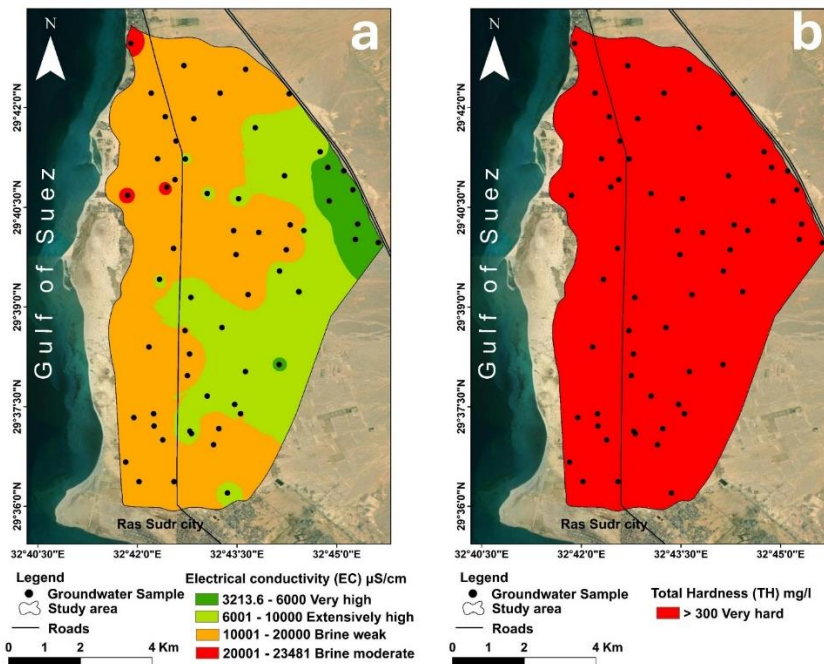 N
a
29°42'0"N
29°40'30"N
29°39'0"N
29°37'30"N
29°36'0"N
Gulf of Suez
Ras Sudr city
32°40'30"E
32°42'0"E
32°43'30"E
32°45'0"E
Legend
Groundwater Sample
Study area
Roads
0 2 4 Km
Electrical conductivity (EC) µS/cm
3213.6 - 6000 Very high
6001 - 10000 Extensively high
10001 - 20000 Brine weak
20001 - 23481 Brine moderate
N
b
29°42'0"N
29°40'30"N
29°39'0"N
29°37'30"N
29°36'0"N
Gulf of Suez
Ras Sudr city
32°40'30"E
32°42'0"E
32°43'30"E
32°45'0"E
Legend
Groundwater Sample
Study area
Roads
0 2 4 Km
Total Hardness (TH) mg/l
> 300 Very hard